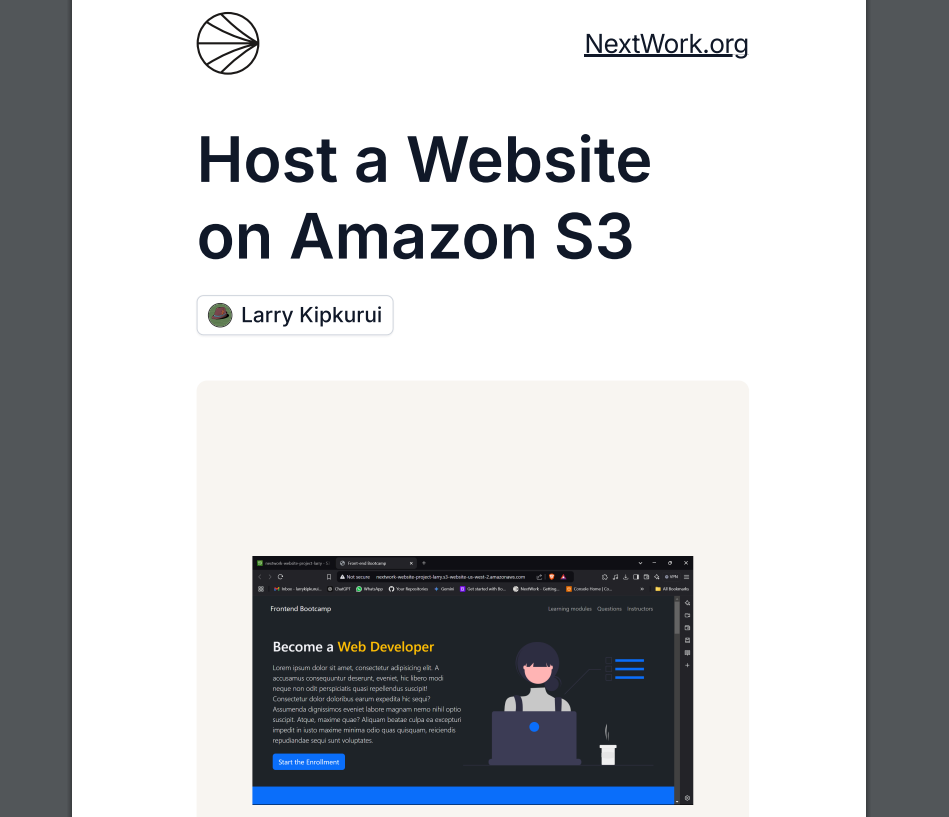 NextWork.org
Host a Website
on Amazon S3
Larry Kipkurui
nextwork-website-project-larry - S
Front-end Bootcamp
Not secure nextwork-website-project-larry.s3-website-us-west-2.amazonaws.com VPN
Inbox - larrykipkurui... ChatGPT WhatsApp Your Repositories Gemini Get started with Bo... NextWork - Getting... Console Home | Co... All Bookmarks
Frontend Bootcamp Learning modules Questions Instructors
Become a Web Developer
Lorem ipsum dolor sit amet, consectetur adipisicing elit. A
accusamus consequuntur deserunt, eveniet, hic libero modi
neque non odit perspiciatis quasi repellendus suscipit!
Consectetur dolor doloribus earum expedita hic sequi?
Assumenda dignissimos eveniet labore magnam nemo nihil optio
suscipit. Atque, maxime quae? Aliquam beatae culpa ea excepturi
impedit in iusto maxime minima odio quas quisquam, reiciendis
repudiandae sequi sunt voluptates.
Start the Enrollment